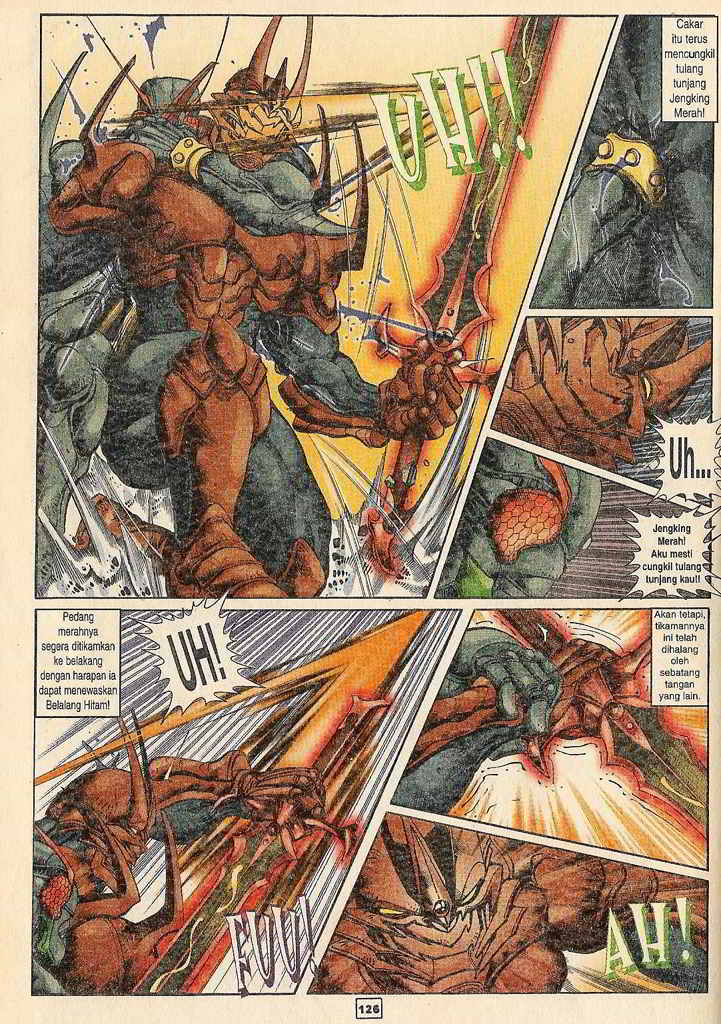 UH!!
Cakar
itu terus
mencungkil
tulang
tunjang
Jengking
Merah!
Uh...
Jengking
Merah!
Aku mesti
cungkil tulang
tunjang kau!!
Pedang
merahnya
segera ditikamkan
ke belakang
dengan harapan ia
dapat menewaskan
Belalang Hitam!
UH!
FUU!
Akan tetapi,
tikamannya
ini telah
dihalang
oleh
sebatang
tangan
yang lain.
AH!
126